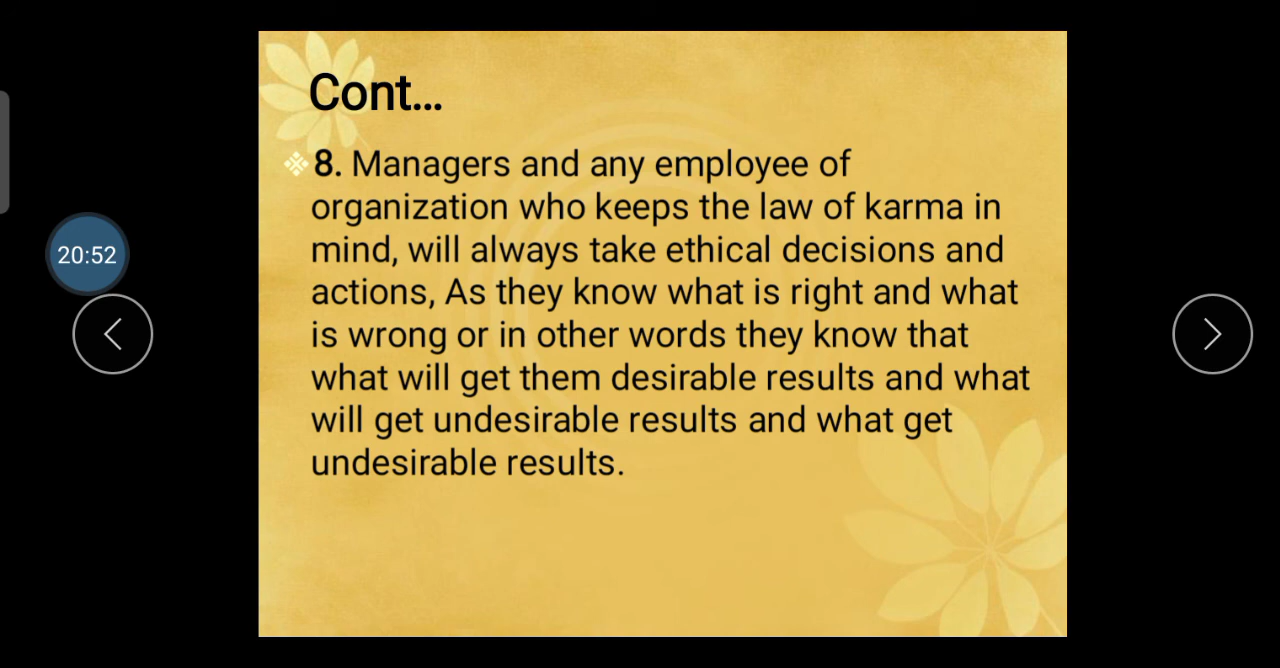 Cont...
8. Managers and any employee of
organization who keeps the law of karma in
mind, will always take ethical decisions and
actions, As they know what is right and what
is wrong or in other words they know that
what will get them desirable results and what
will get undesirable results and what get
undesirable results.
20:52